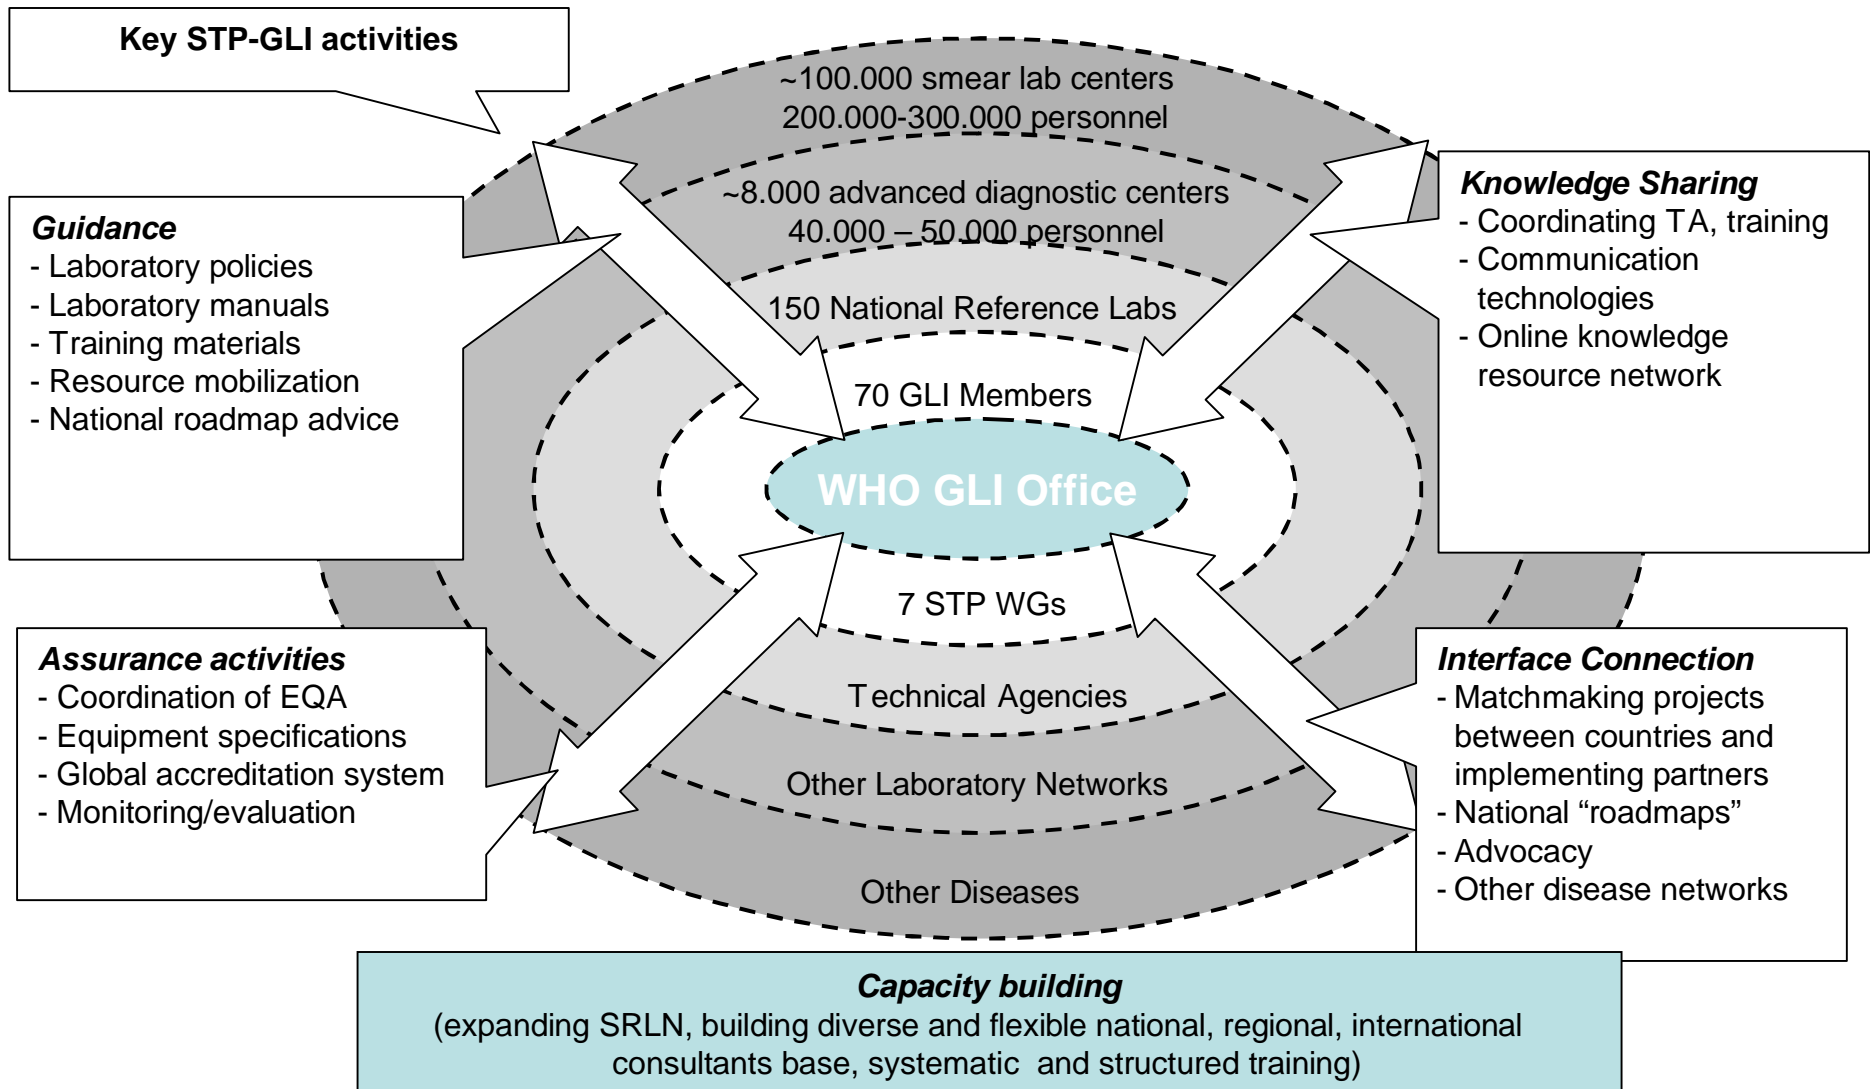 Key STP-GLI activities
~100.000 smear lab centers
200.000-300.000 personnel
~8.000 advanced diagnostic centers
40.000 – 50.000 personnel
150 National Reference Labs
70 GLI Members
WHO GLI Office
7 STP WGs
Technical Agencies
Other Laboratory Networks
Other Diseases
Guidance
- Laboratory policies
- Laboratory manuals
- Training materials
- Resource mobilization
- National roadmap advice
Knowledge Sharing
- Coordinating TA, training
- Communication
technologies
- Online knowledge
resource network
Assurance activities
- Coordination of EQA
- Equipment specifications
- Global accreditation system
- Monitoring/evaluation
Interface Connection
- Matchmaking projects
between countries and
implementing partners
- National “roadmaps”
- Advocacy
- Other disease networks
Capacity building
(expanding SRLN, building diverse and flexible national, regional, international
consultants base, systematic and structured training)